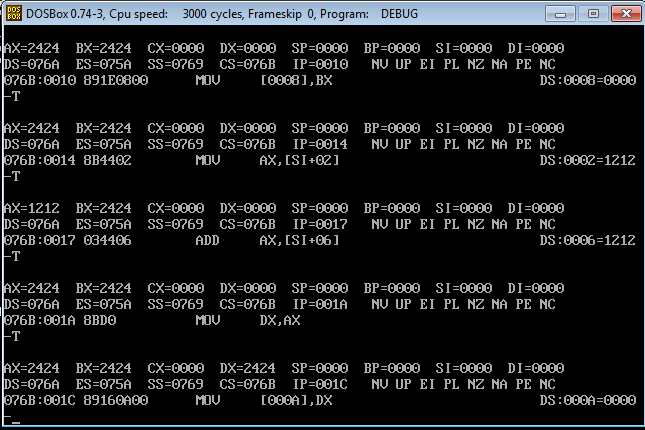 DOSBox 0.74-3, Cpu speed: 3000 cycles, Frameskip 0, Program: DEBUG
AX=2424 BX=2424 CX=0000 DX=0000 SP=0000 BP=0000 SI=0000 DI=0000
DS=076A ES=075A SS=0769 CS=076B IP=0010 NV UP EI PL NZ NA PE NC
076B:0010 891E0800 MOV [0008],BX DS:0008=0000
-T
AX=2424 BX=2424 CX=0000 DX=0000 SP=0000 BP=0000 SI=0000 DI=0000
DS=076A ES=075A SS=0769 CS=076B IP=0014 NV UP EI PL NZ NA PE NC
076B:0014 8B4402 MOV AX,[SI+02] DS:0002=1212
-T
AX=1212 BX=2424 CX=0000 DX=0000 SP=0000 BP=0000 SI=0000 DI=0000
DS=076A ES=075A SS=0769 CS=076B IP=0017 NV UP EI PL NZ NA PE NC
076B:0017 034406 ADD AX,[SI+06] DS:0006=1212
-T
AX=2424 BX=2424 CX=0000 DX=0000 SP=0000 BP=0000 SI=0000 DI=0000
DS=076A ES=075A SS=0769 CS=076B IP=001A NV UP EI PL NZ NA PE NC
076B:001A 8BD0 MOV DX,AX
-T
AX=2424 BX=2424 CX=0000 DX=2424 SP=0000 BP=0000 SI=0000 DI=0000
DS=076A ES=075A SS=0769 CS=076B IP=001C NV UP EI PL NZ NA PE NC
076B:001C 89160A00 MOV [000A],DX DS:000A=0000
-_